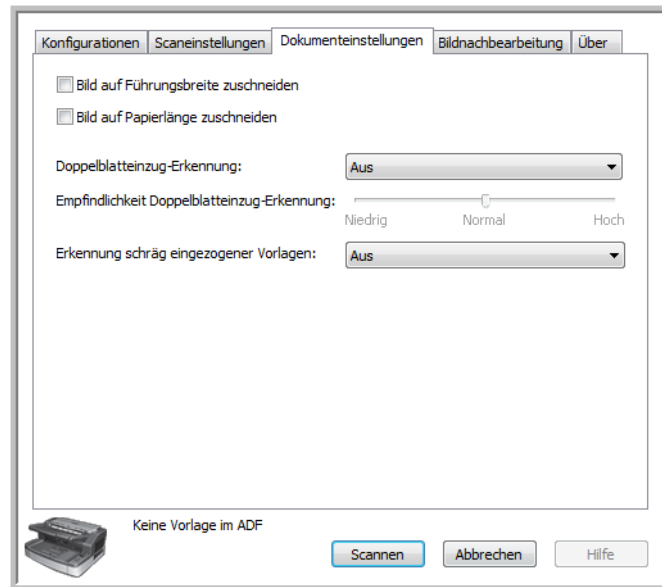 Konfigurationen Scaneinstellungen Dokumenteinstellungen Bildnachbearbeitung Über
Bild auf Führungsbreite zuschneiden
Bild auf Papierlänge zuschneiden
Doppelblatteinzug-Erkennung: Aus
Empfindlichkeit Doppelblatteinzug-Erkennung:
Niedrig Normal Hoch
Erkennung schräg eingezogener Vorlagen: Aus
Keine Vorlage im ADF
Scannen Abbrechen Hilfe